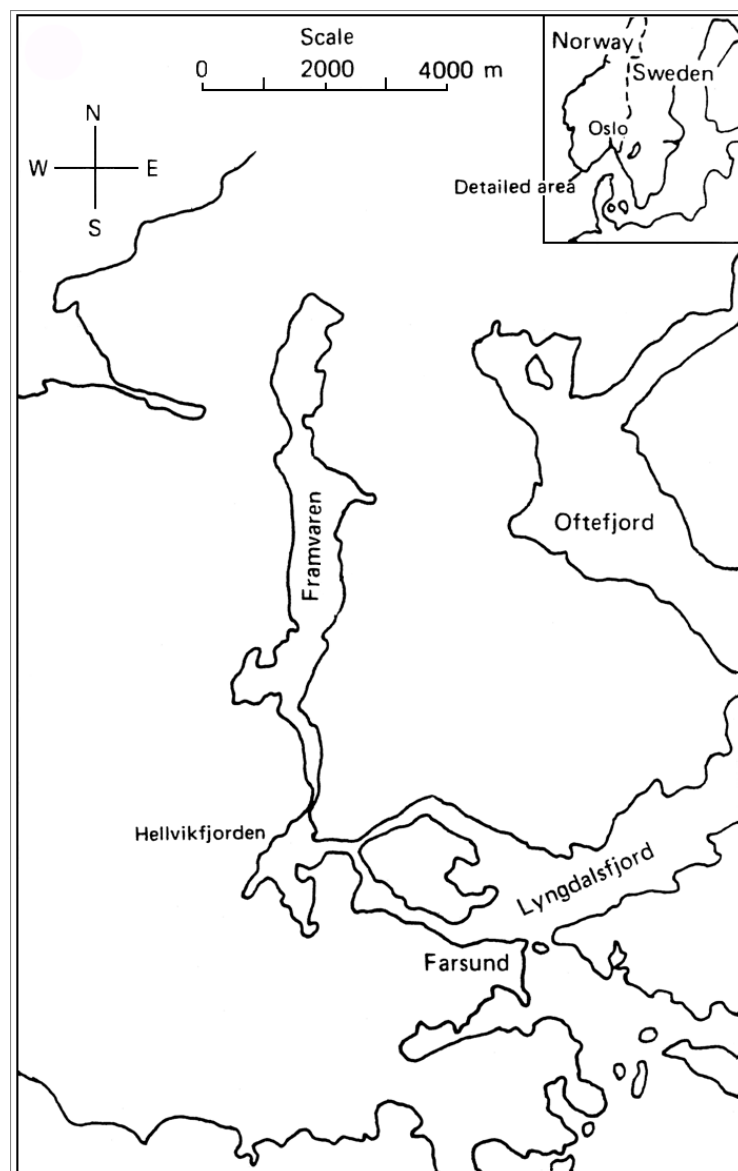 Scale
0 2000 4000 m
N
W E
S
Norway
Sweden
Oslo
Detailed area
Framvaren
Oftefjord
Hellvikfjorden
Lyngdalsfjord
Farsund